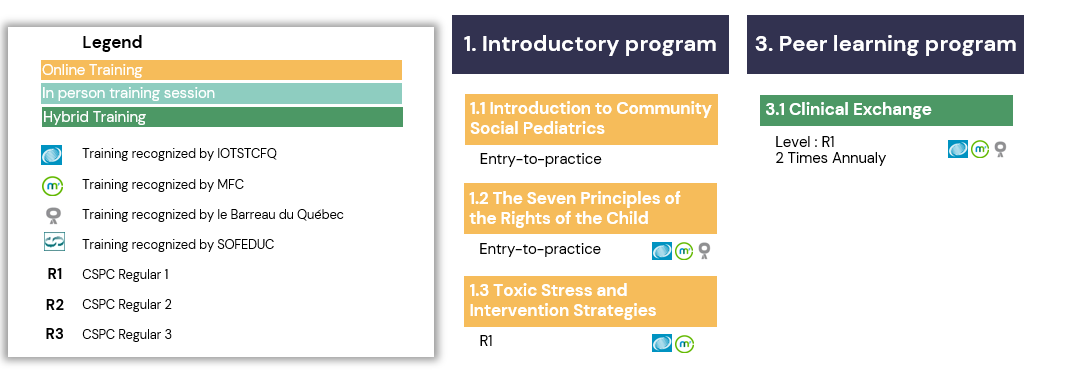 Legend
Online Training
In person training session
Hybrid Training
Training recognized by IOTSTCFQ
Training recognized by MFC
Training recognized by le Barreau du Québec
Training recognized by SOFEDUC
R1 CSPC Regular 1
R2 CSPC Regular 2
R3 CSPC Regular 3
1. Introductory program
1.1 Introduction to Community
Social Pediatrics
Entry-to-practice
1.2 The Seven Principles of
the Rights of the Child
Entry-to-practice
1.3 Toxic Stress and
Intervention Strategies
R1
3. Peer learning program
3.1 Clinical Exchange
Level : R1
2 Times Annualy